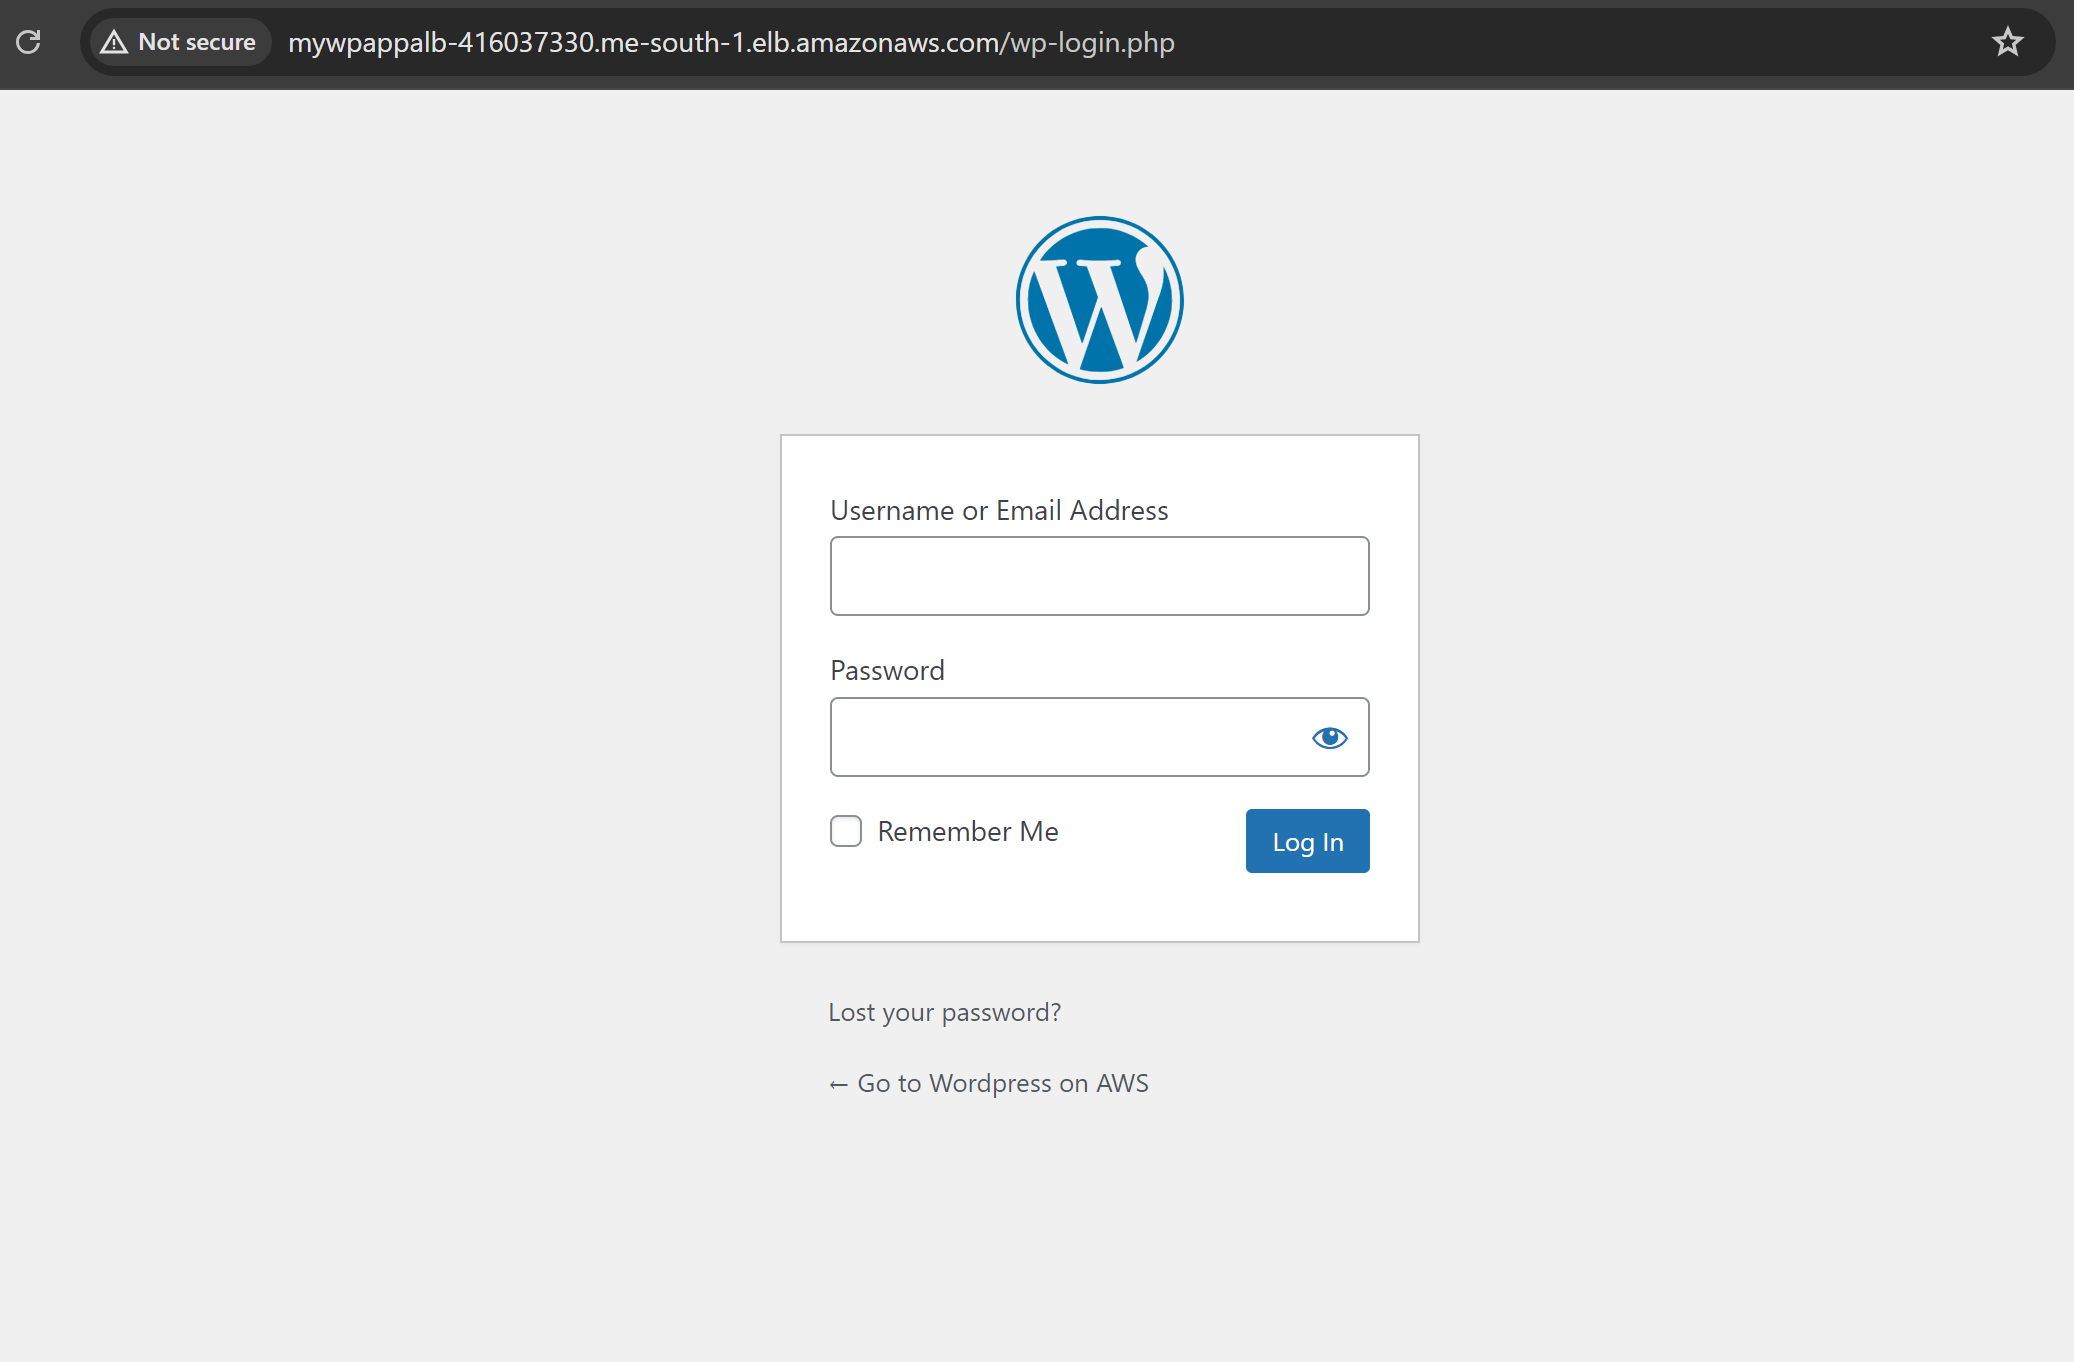 Not secure mywpappalb-416037330.me-south-1.elb.amazonaws.com/wp-login.php
Username or Email Address
Password
Remember Me
Log In
Lost your password?
← Go to Wordpress on AWS